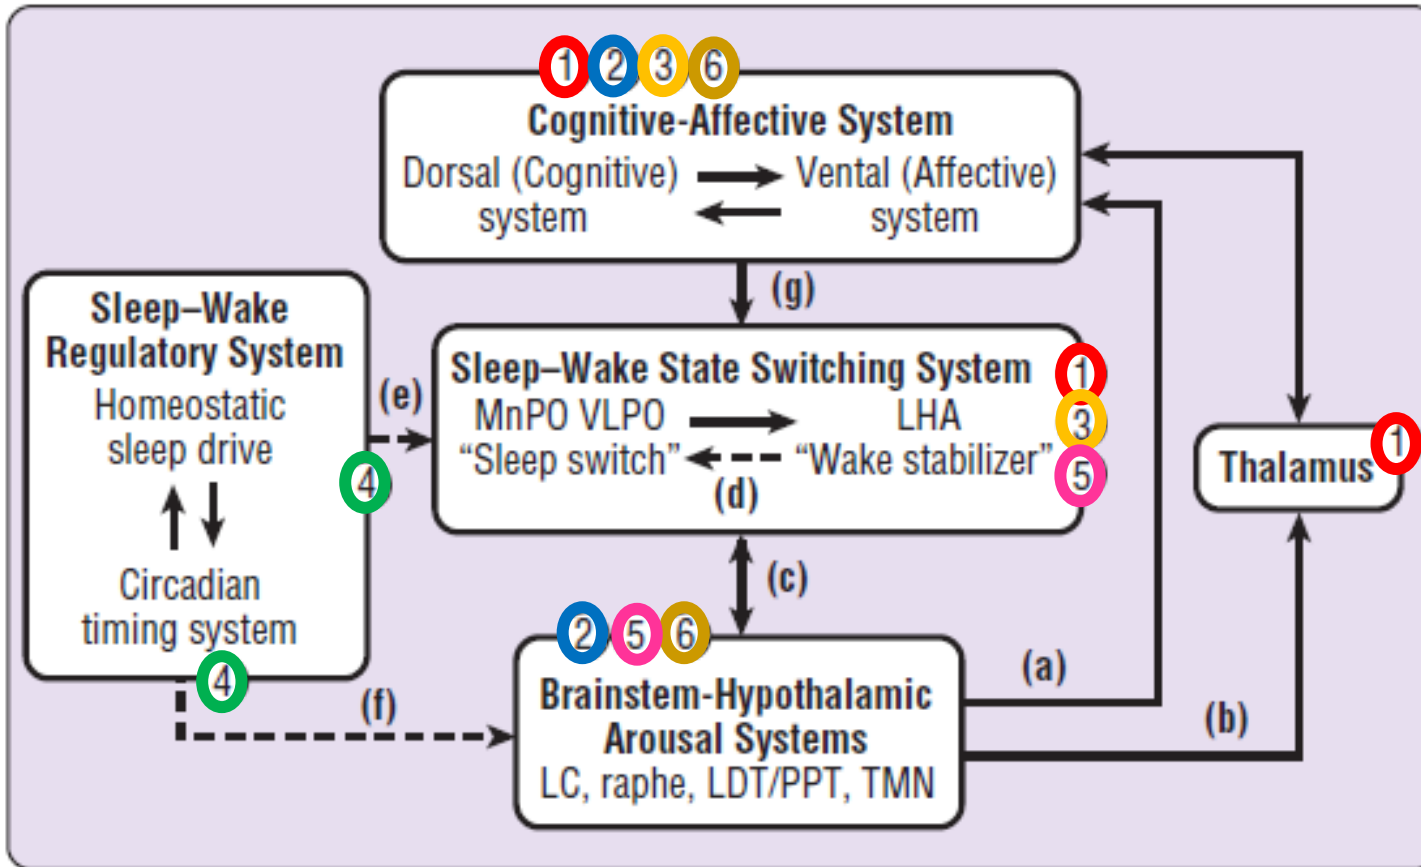 1 2 3 6
Cognitive-Affective System
Dorsal (Cognitive) Vental (Affective)
system system
(g)
Sleep–Wake
Regulatory System
Homeostatic
sleep drive
Circadian
timing system
4
4
(e)
(f)
Sleep–Wake State Switching System
MnPO VLPO LHA
“Sleep switch” “Wake stabilizer”
(d)
1
3
5
(c)
2 5 6
Brainstem-Hypothalamic
Arousal Systems
LC, raphe, LDT/PPT, TMN
(a)
(b)
Thalamus
1